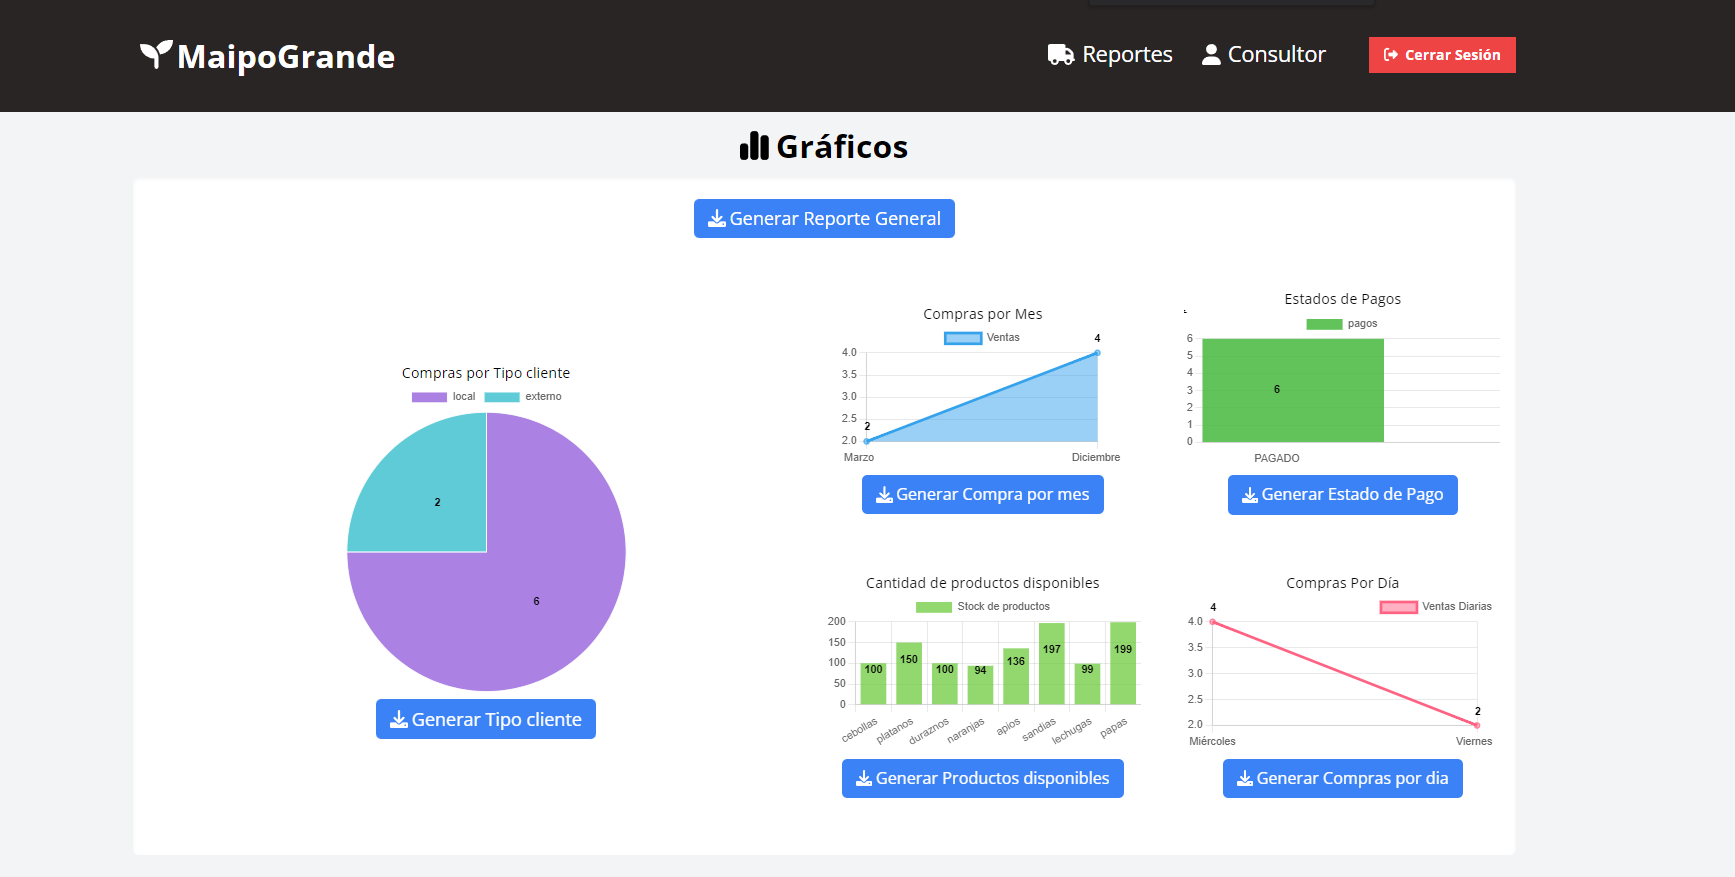 MaipoGrande
Reportes
Consultor
Cerrar Sesión
Gráficos
Generar Reporte General
Compras por Tipo cliente
local
externo
2
6
Generar Tipo cliente
Compras por Mes
Ventas
4
4.0
3.5
3.0
2.5
2
2.0
Marzo
Diciembre
Generar Compra por mes
Estados de Pagos
pagos
6
5
4
3
2
1
0
6
PAGADO
Generar Estado de Pago
Cantidad de productos disponibles
Stock de productos
200
150
100
50
0
100
150
100
94
136
197
99
199
cebollas
platanos
duraznos
naranjas
apios
sandias
lechugas
papas
Generar Productos disponibles
Compras Por Día
4
Ventas Diarias
4.0
3.5
3.0
2.5
2
2.0
Miércoles
Viernes
Generar Compras por dia